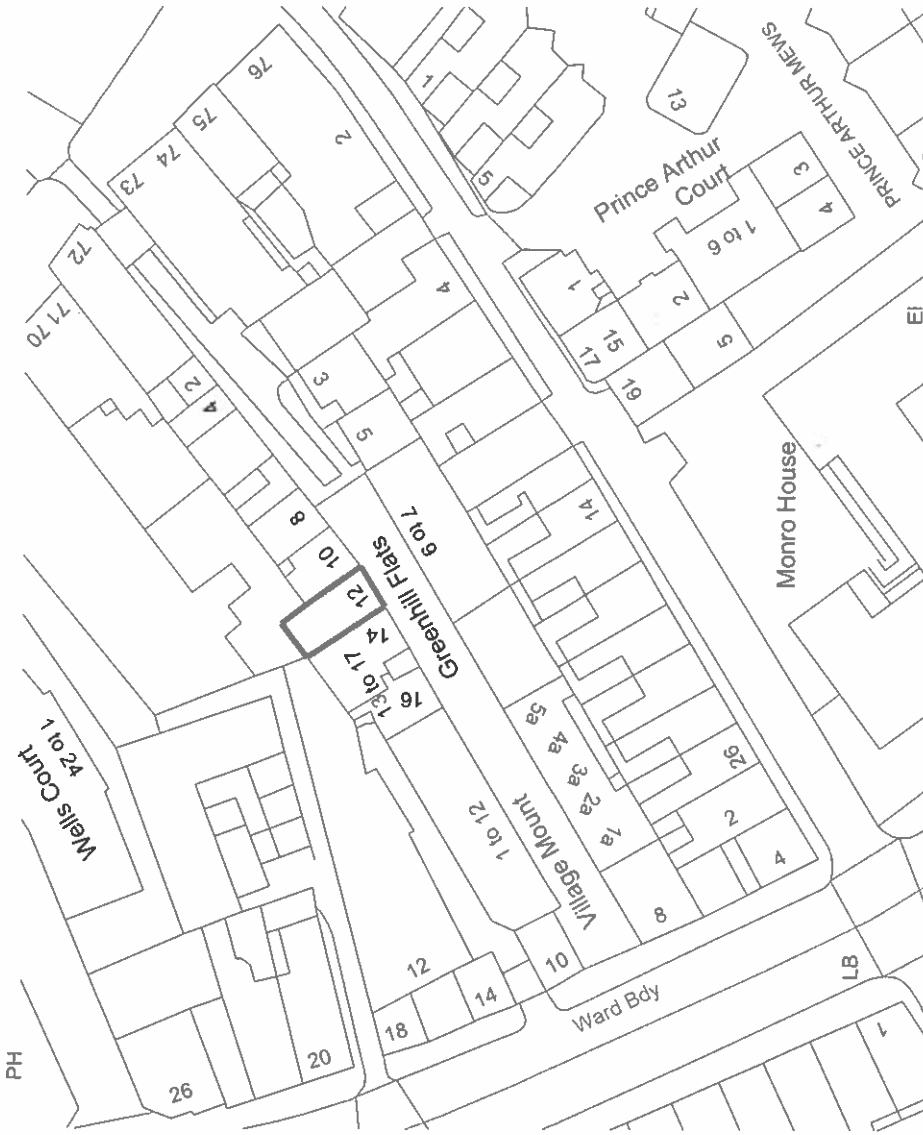 76
75
74
73
2
1
5
13
PRINCE ARTHUR MEWS
72
71 70
Prince Arthur
Court
3
4
1 to 6
2
1
15
17
19
5
El
4
3
5
2
4
8
10
12
14
13 to 17
16
Greenhill Flats
6 to 7
14
Monro House
Wells Court
1 to 24
5a
4a
3a
2a
1a
1 to 12
Village Mount
26
2
4
8
10
12
14
18
20
26
PH
Ward Bdy
LB
1